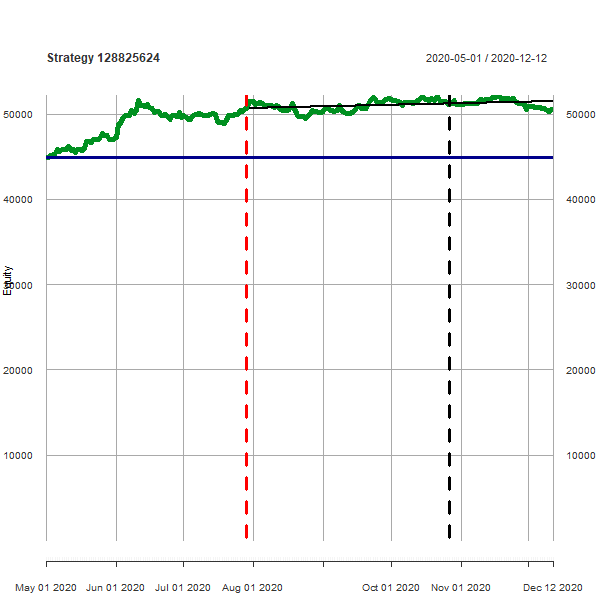 Strategy 128825624
2020-05-01 / 2020-12-12
50000
50000
40000
40000
Equity
30000
30000
20000
20000
10000
10000
May 01 2020
Jun 01 2020
Jul 01 2020
Aug 01 2020
Oct 01 2020
Nov 01 2020
Dec 12 2020